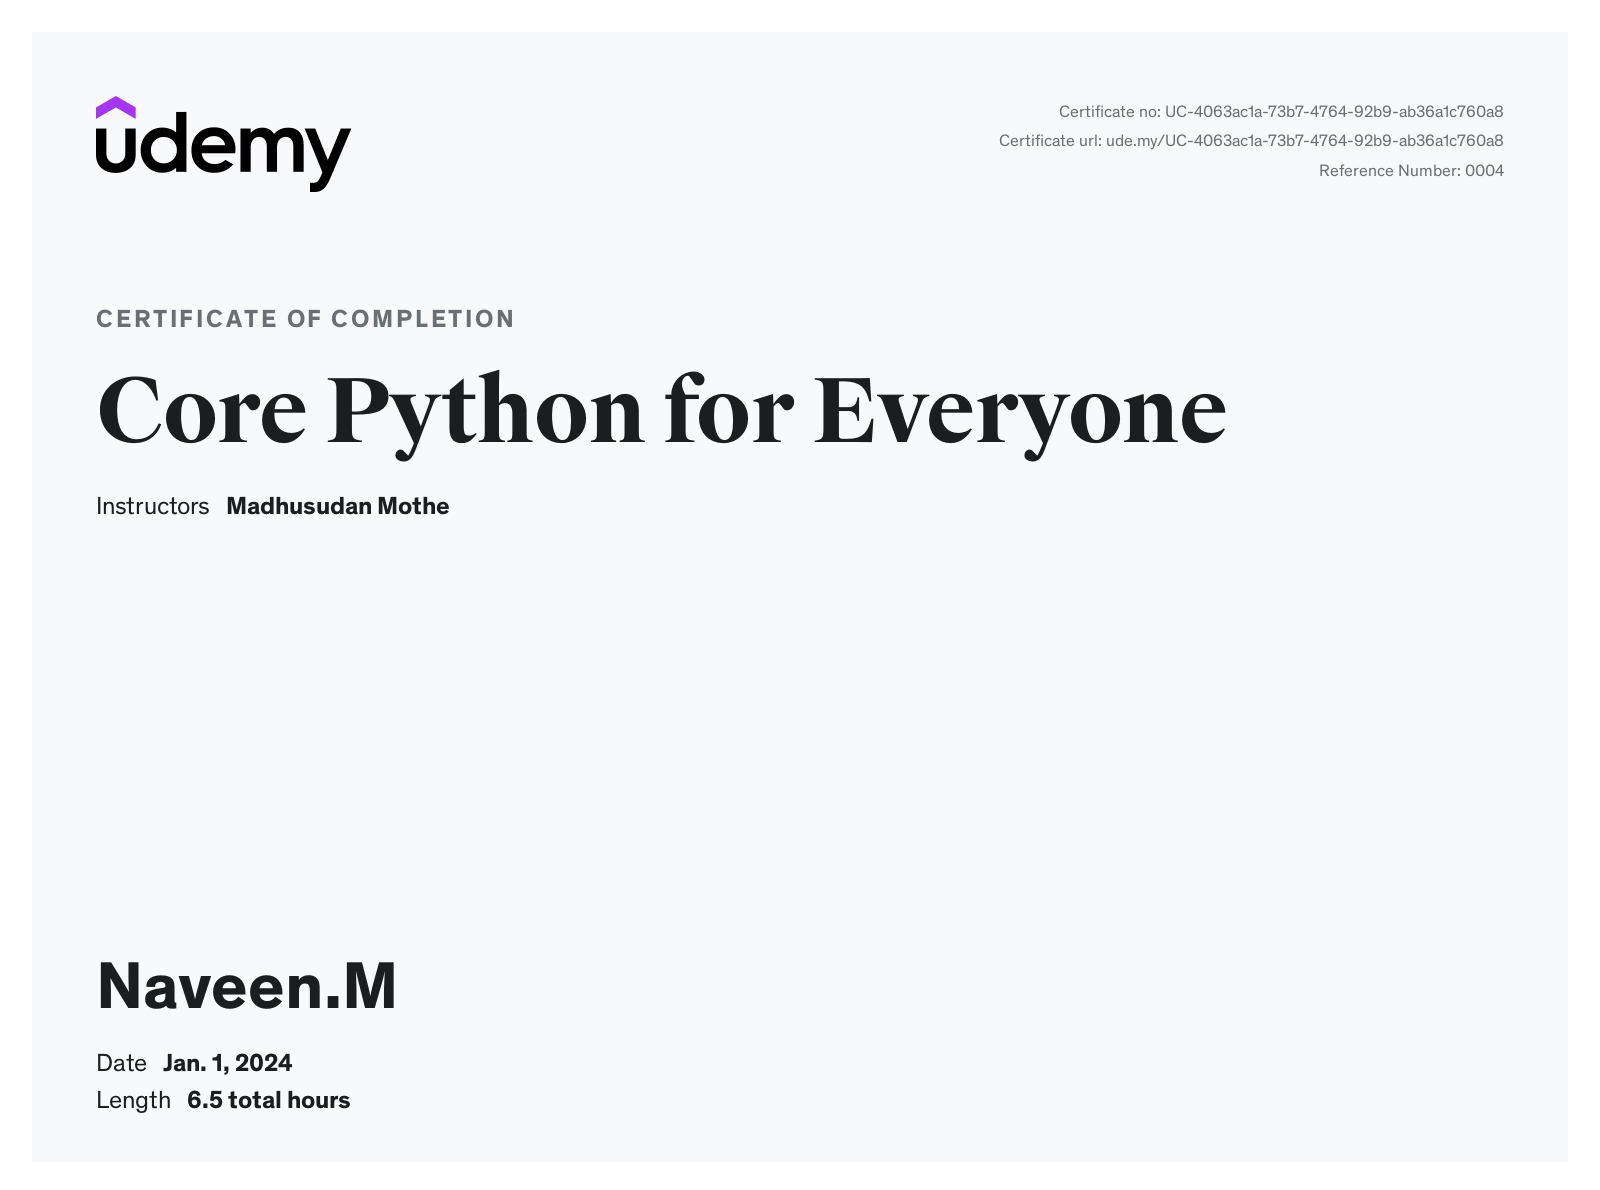 udemy
Certificate no: UC-4063ac1a-73b7-4764-92b9-ab36a1c760a8
Certificate url: ude.my/UC-4063ac1a-73b7-4764-92b9-ab36a1c760a8
Reference Number: 0004
CERTIFICATE OF COMPLETION
Core Python for Everyone
Instructors Madhusudan Mothe
Naveen.M
Date Jan. 1, 2024
Length 6.5 total hours